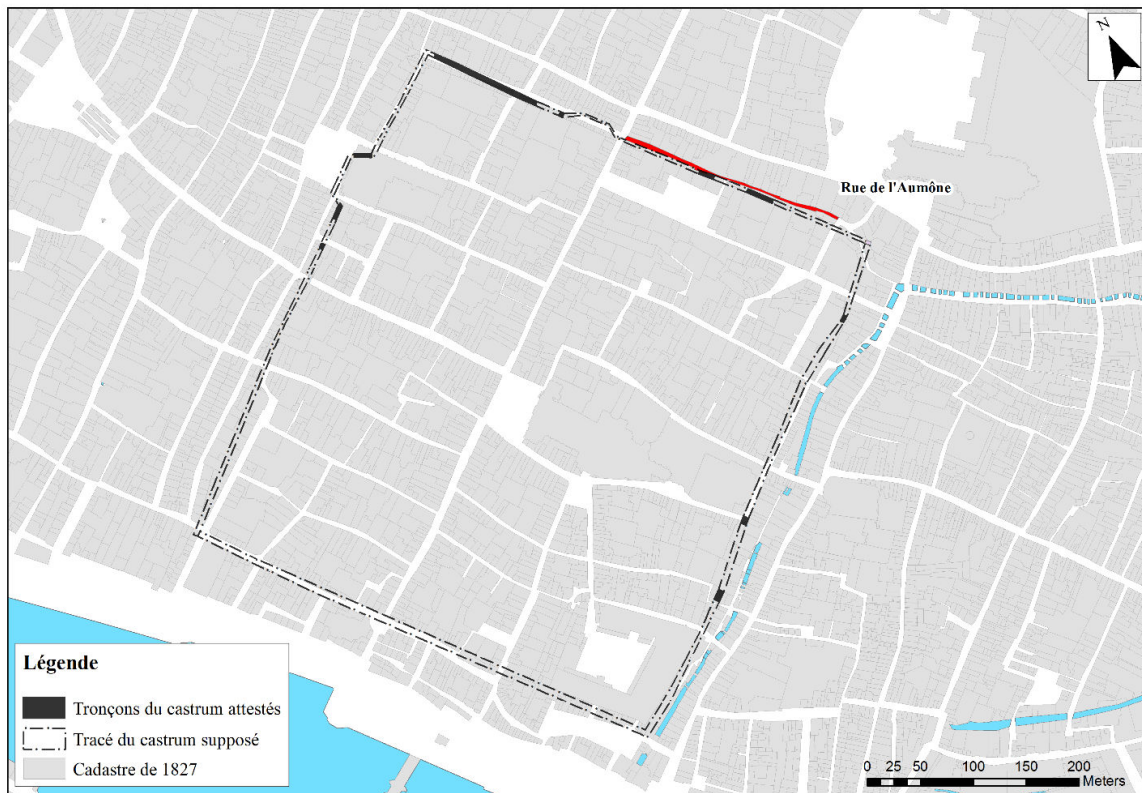 N
Rue de l'Aumône
Légende
Tronçons du castrum attestés
Tracé du castrum supposé
Cadastre de 1827
0 25 50 100 150 200
Meters